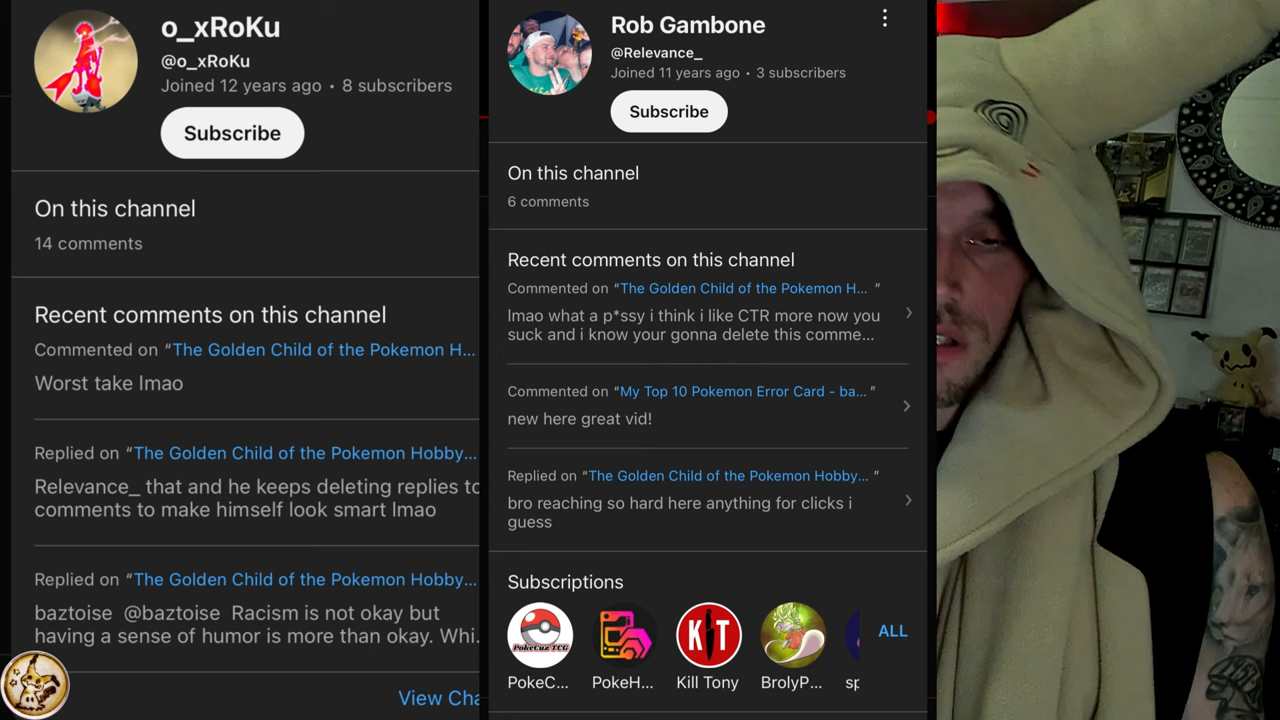 o_xRoKu
@o_xRoKu
Joined 12 years ago • 8 subscribers
Subscribe
On this channel
14 comments
Recent comments on this channel
Commented on “The Golden Child of the Pokemon H...
Worst take lmao
Replied on “The Golden Child of the Pokemon Hobby...
Relevance_ that and he keeps deleting replies to
comments to make himself look smart lmao
Replied on “The Golden Child of the Pokemon Hobby...
baztoise @baztoise Racism is not okay but
having a sense of humor is more than okay. Whi.
View Cha
Rob Gambone
@Relevance_
Joined 11 years ago • 3 subscribers
Subscribe
On this channel
6 comments
Recent comments on this channel
Commented on “The Golden Child of the Pokemon H... ”
lmao what a p*ssy i think i like CTR more now you
suck and i know your gonna delete this comme...
Commented on “My Top 10 Pokemon Error Card - ba... ”
new here great vid!
Replied on “The Golden Child of the Pokemon Hobby... ”
bro reaching so hard here anything for clicks i
guess
Subscriptions
PokeCuz TCG
K T
ALL
PokeC...
PokeH...
Kill Tony
BrolyP...
sp